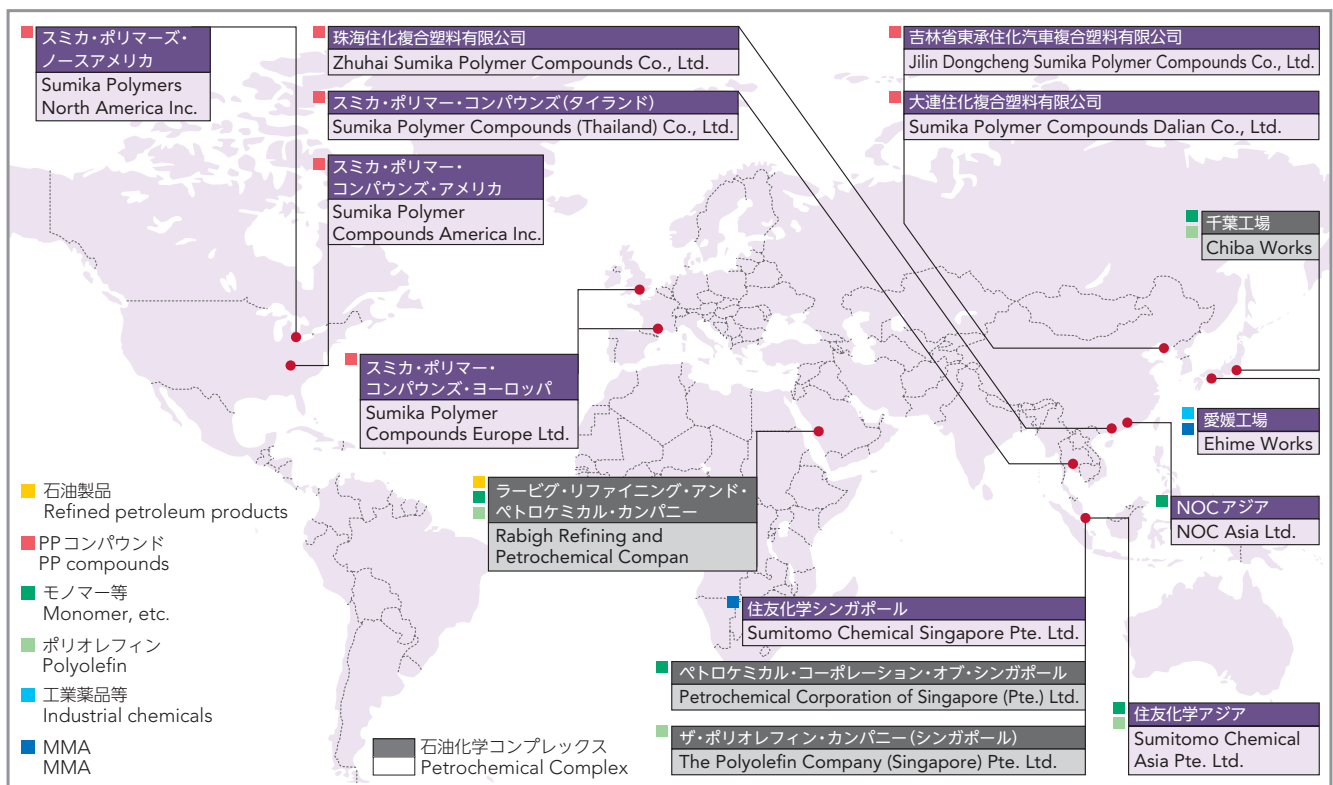 スミカ・ポリマーズ・
ノースアメリカ
Sumika Polymers
North America Inc.
珠海住化複合塑料有限公司
Zhuhai Sumika Polymer Compounds Co., Ltd.
スミカ・ポリマー・コンパウンズ(タイランド)
Sumika Polymer Compounds (Thailand) Co., Ltd.
スミカ・ポリマー・
コンパウンズ・アメリカ
Sumika Polymer
Compounds America Inc.
吉林省東承住化汽車複合塑料有限公司
Jilin Dongcheng Sumika Polymer Compounds Co., Ltd.
大連住化複合塑料有限公司
Sumika Polymer Compounds Dalian Co., Ltd.
千葉工場
Chiba Works
スミカ・ポリマー・
コンパウンズ・ヨーロッパ
Sumika Polymer
Compounds Europe Ltd.
愛媛工場
Ehime Works
ラービグ・リファイニング・アンド・
ペトロケミカル・カンパニー
Rabigh Refining and
Petrochemical Compan
NOCアジア
NOC Asia Ltd.
住友化学シンガポール
Sumitomo Chemical Singapore Pte. Ltd.
ペトロケミカル・コーポレーション・オブ・シンガポール
Petrochemical Corporation of Singapore (Pte.) Ltd.
ザ・ポリオレフィン・カンパニー(シンガポール)
The Polyolefin Company (Singapore) Pte. Ltd.
住友化学アジア
Sumitomo Chemical
Asia Pte. Ltd.
石油製品
Refined petroleum products
PPコンパウンド
PP compounds
モノマー等
Monomer, etc.
ポリオレフィン
Polyolefin
工業薬品等
Industrial chemicals
MMA
MMA
石油化学コンプレックス
Petrochemical Complex